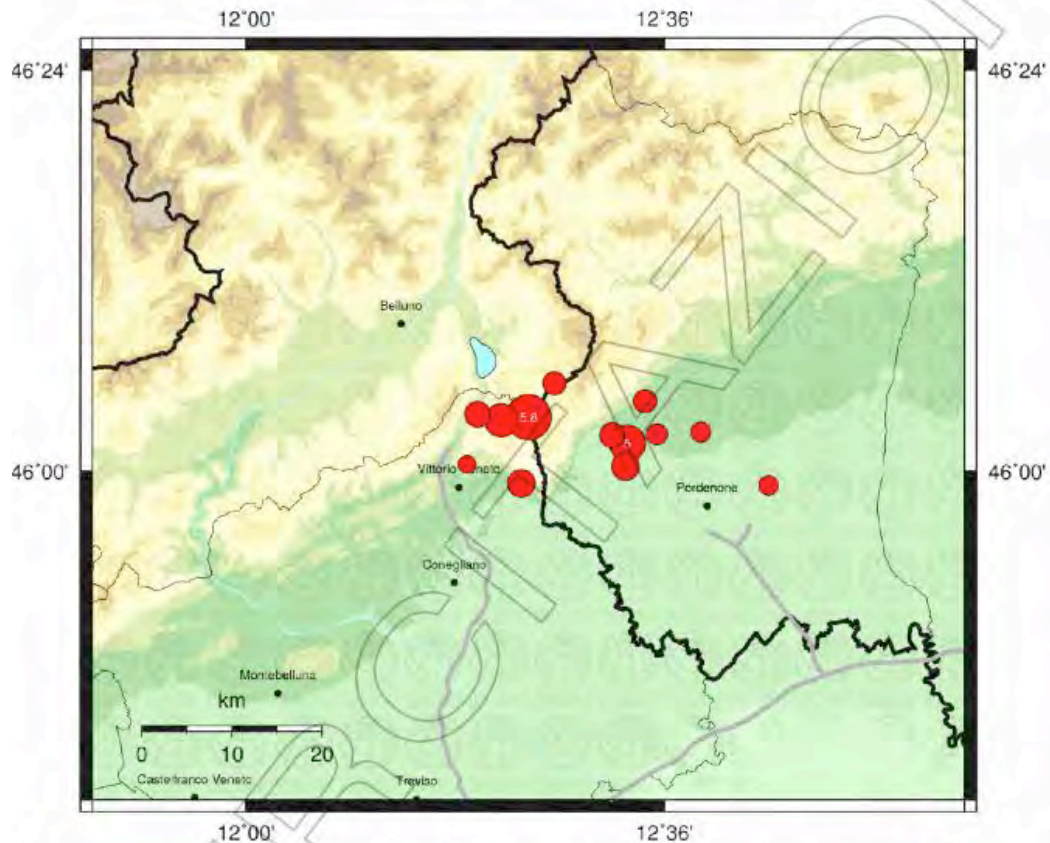 12°00' 12°36'
46°24' 46°24'
Belluno
5.8
46°00' 46°00'
Vittorio Veneto
Pordenone
Conegliano
Montebelluna
km
0 10 20
Castelfranco Veneto
Treviso
12°00' 12°36'